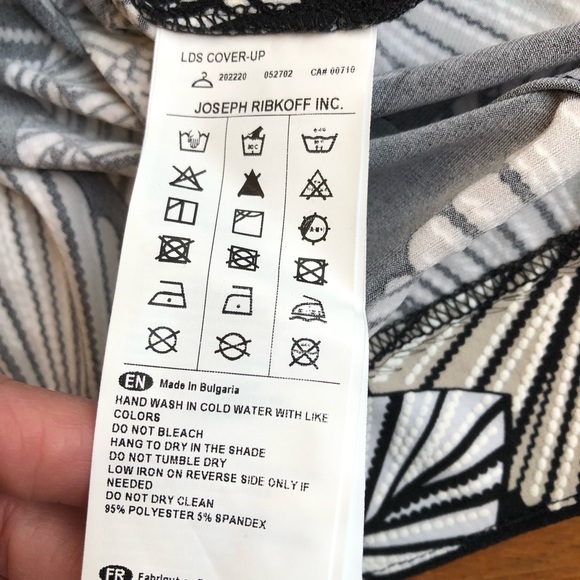 LDS COVER-UP
202220 052702 CA# 00710
JOSEPH RIBKOFF INC.
EN Made In Bulgaria
HAND WASH IN COLD WATER WITH LIKE
COLORS
DO NOT BLEACH
HANG TO DRY IN THE SHADE
DO NOT TUMBLE DRY
LOW IRON ON REVERSE SIDE ONLY IF
NEEDED
DO NOT DRY CLEAN
95% POLYESTER 5% SPANDEX
FR